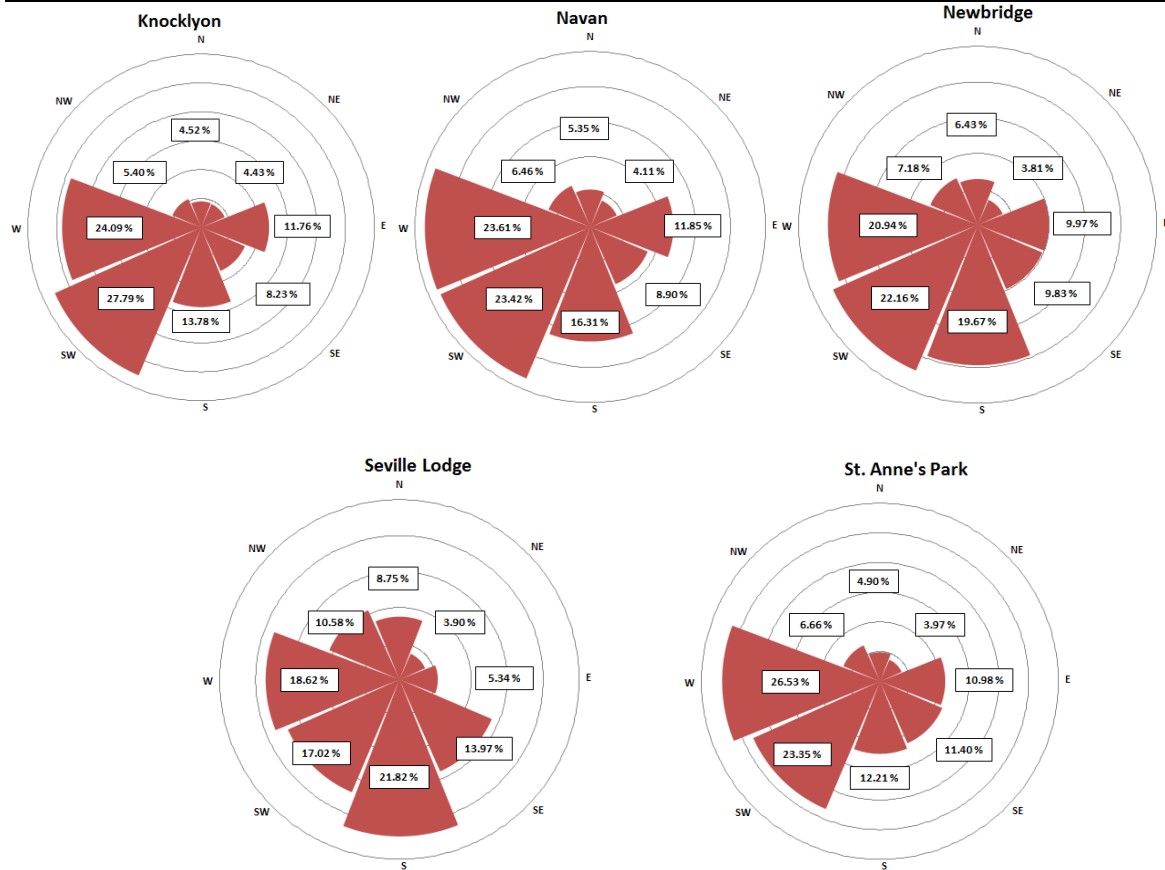 Knocklyon
N
NW
NE
4.52 %
5.40 %
4.43 %
W
24.09 %
11.76 %
E
27.79 %
8.23 %
13.78 %
SW
SE
S
Navan
N
NW
NE
5.35 %
6.46 %
4.11 %
W
23.61 %
11.85 %
E
23.42 %
8.90 %
16.31 %
SW
SE
S
Newbridge
N
NW
NE
6.43 %
7.18 %
3.81 %
W
20.94 %
9.97 %
22.16 %
9.83 %
19.67 %
SW
SE
S
Seville Lodge
N
NW
NE
8.75 %
10.58 %
3.90 %
W
18.62 %
5.34 %
E
17.02 %
13.97 %
21.82 %
SW
SE
S
St. Anne's Park
N
NW
NE
4.90 %
6.66 %
3.97 %
W
26.53 %
10.98 %
E
23.35 %
11.40 %
12.21 %
SW
SE
S